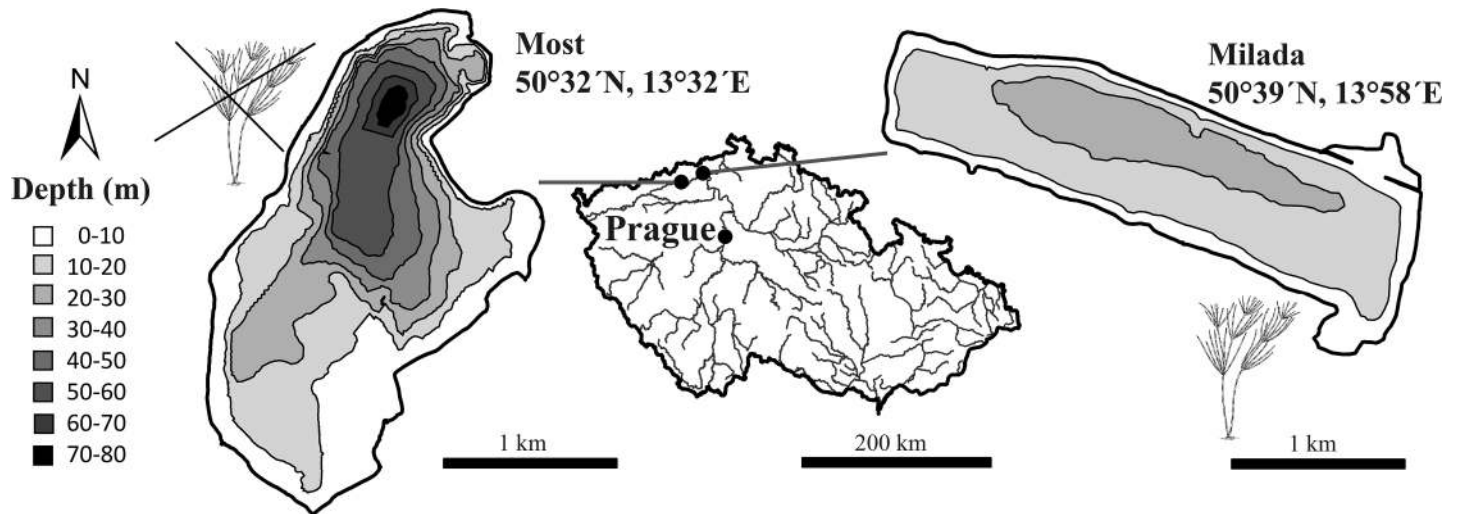 Most
50°32´N, 13°32´E
Milada
50°39´N, 13°58´E
N
Depth (m)
0-10
10-20
20-30
30-40
40-50
50-60
60-70
70-80
Prague
1 km
200 km
1 km